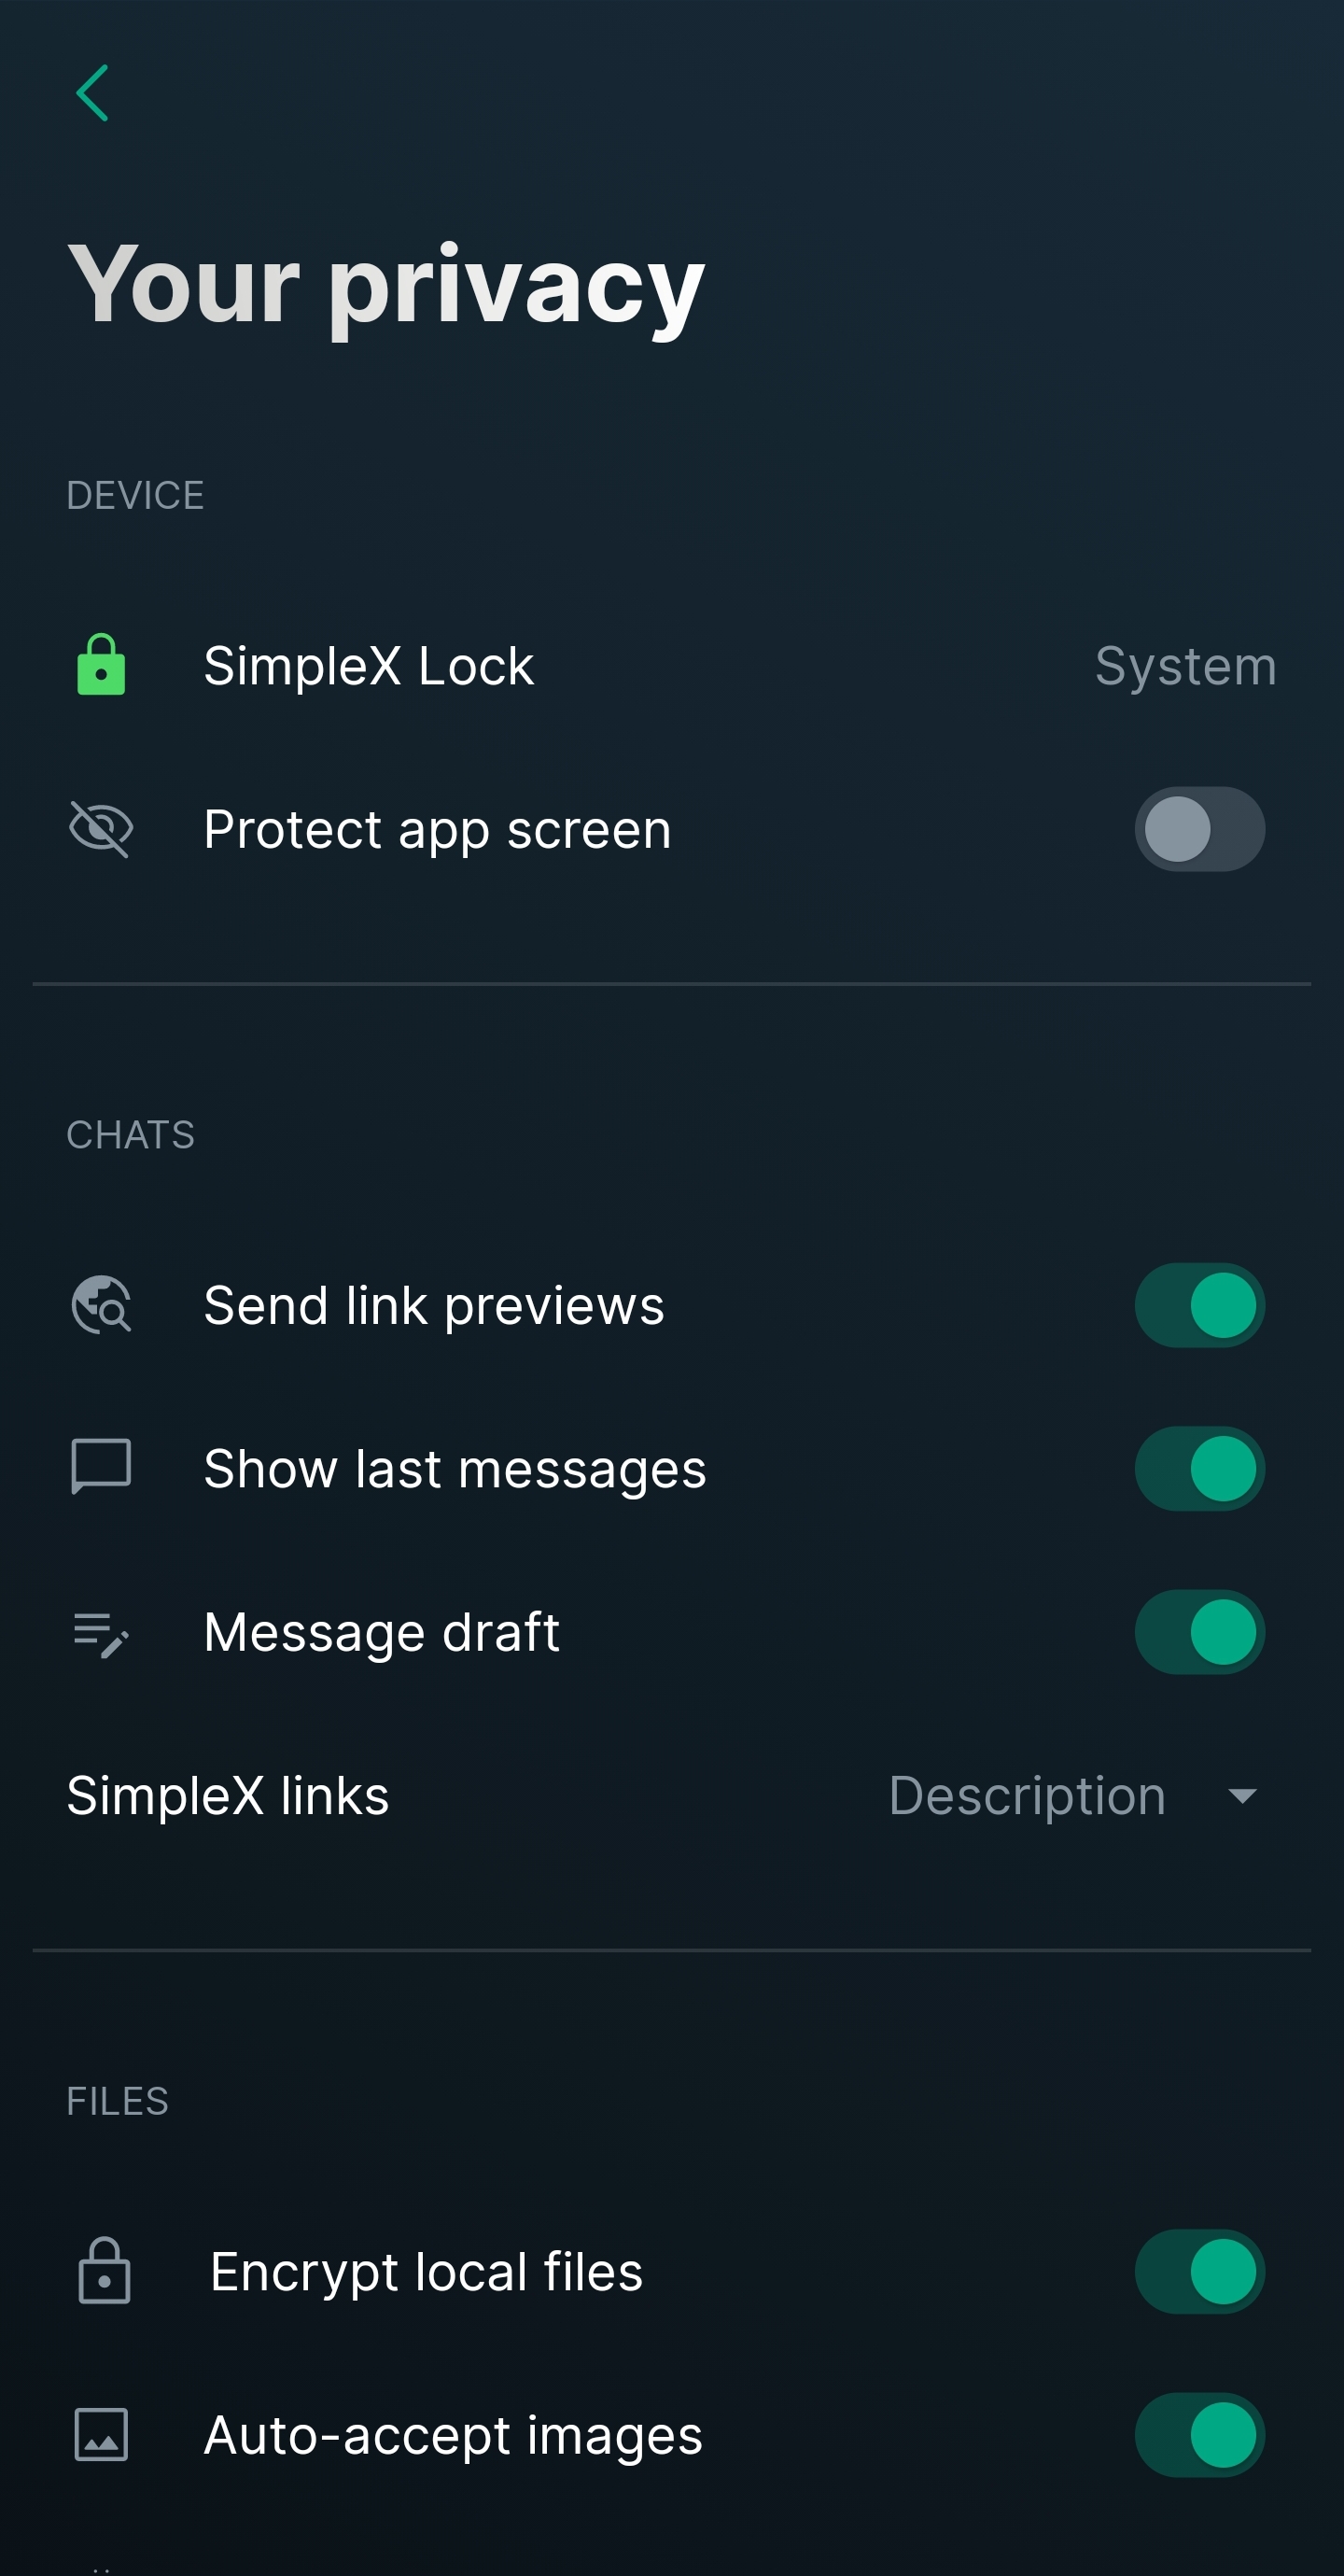 Your privacy
DEVICE
SimpleX Lock System
Protect app screen
CHATS
Send link previews
Show last messages
Message draft
SimpleX links Description
FILES
Encrypt local files
Auto-accept images